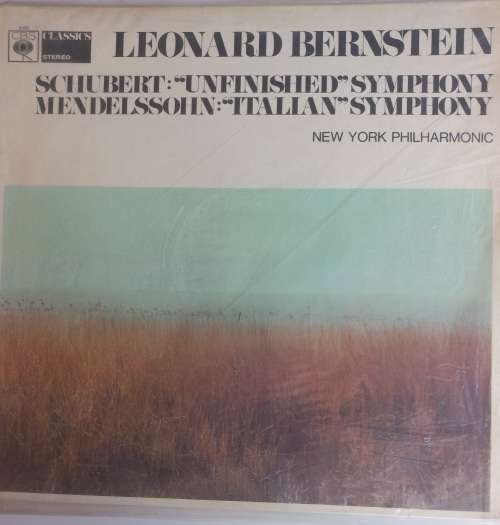 CBS
CLASSICS
STEREO
LEONARD BERNSTEIN
SCHUBERT: “UNFINISHED” SYMPHONY
MENDELSSOHN: “ITALIAN” SYMPHONY
NEW YORK PHILHARMONIC